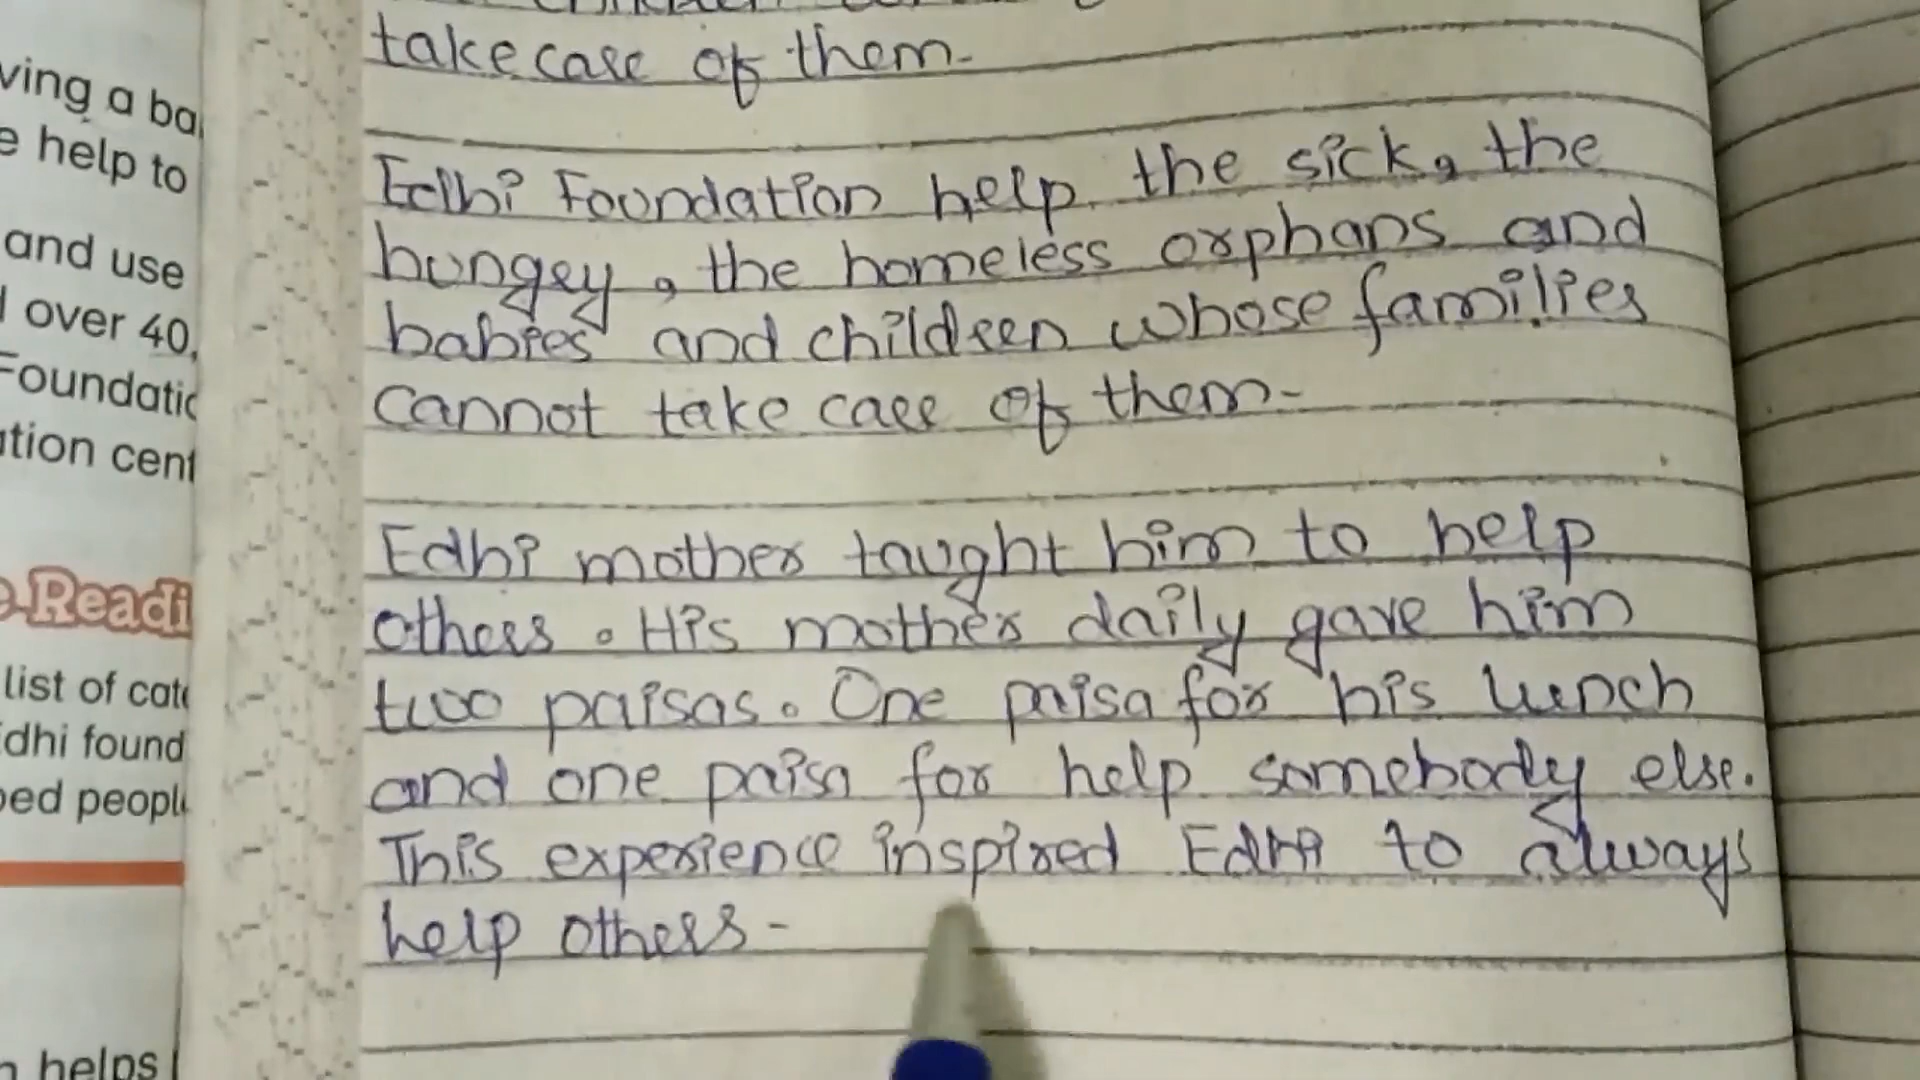 ving a ba
e help to
and use
over 40,
Foundatio
ation cent
Readi
list of cat
dhi found
ped peopl
helps
children
take care of them.
Edhi Foundation help the sick, the
hungry, the homeless orphans and
babies and children whose families
cannot take care of them-
Edhi mother taught him to help
others. His mother daily gave him
two paisas. One paisa for his lunch
and one paisa for help somebody else.
This experience inspired Edhi to always
help others-